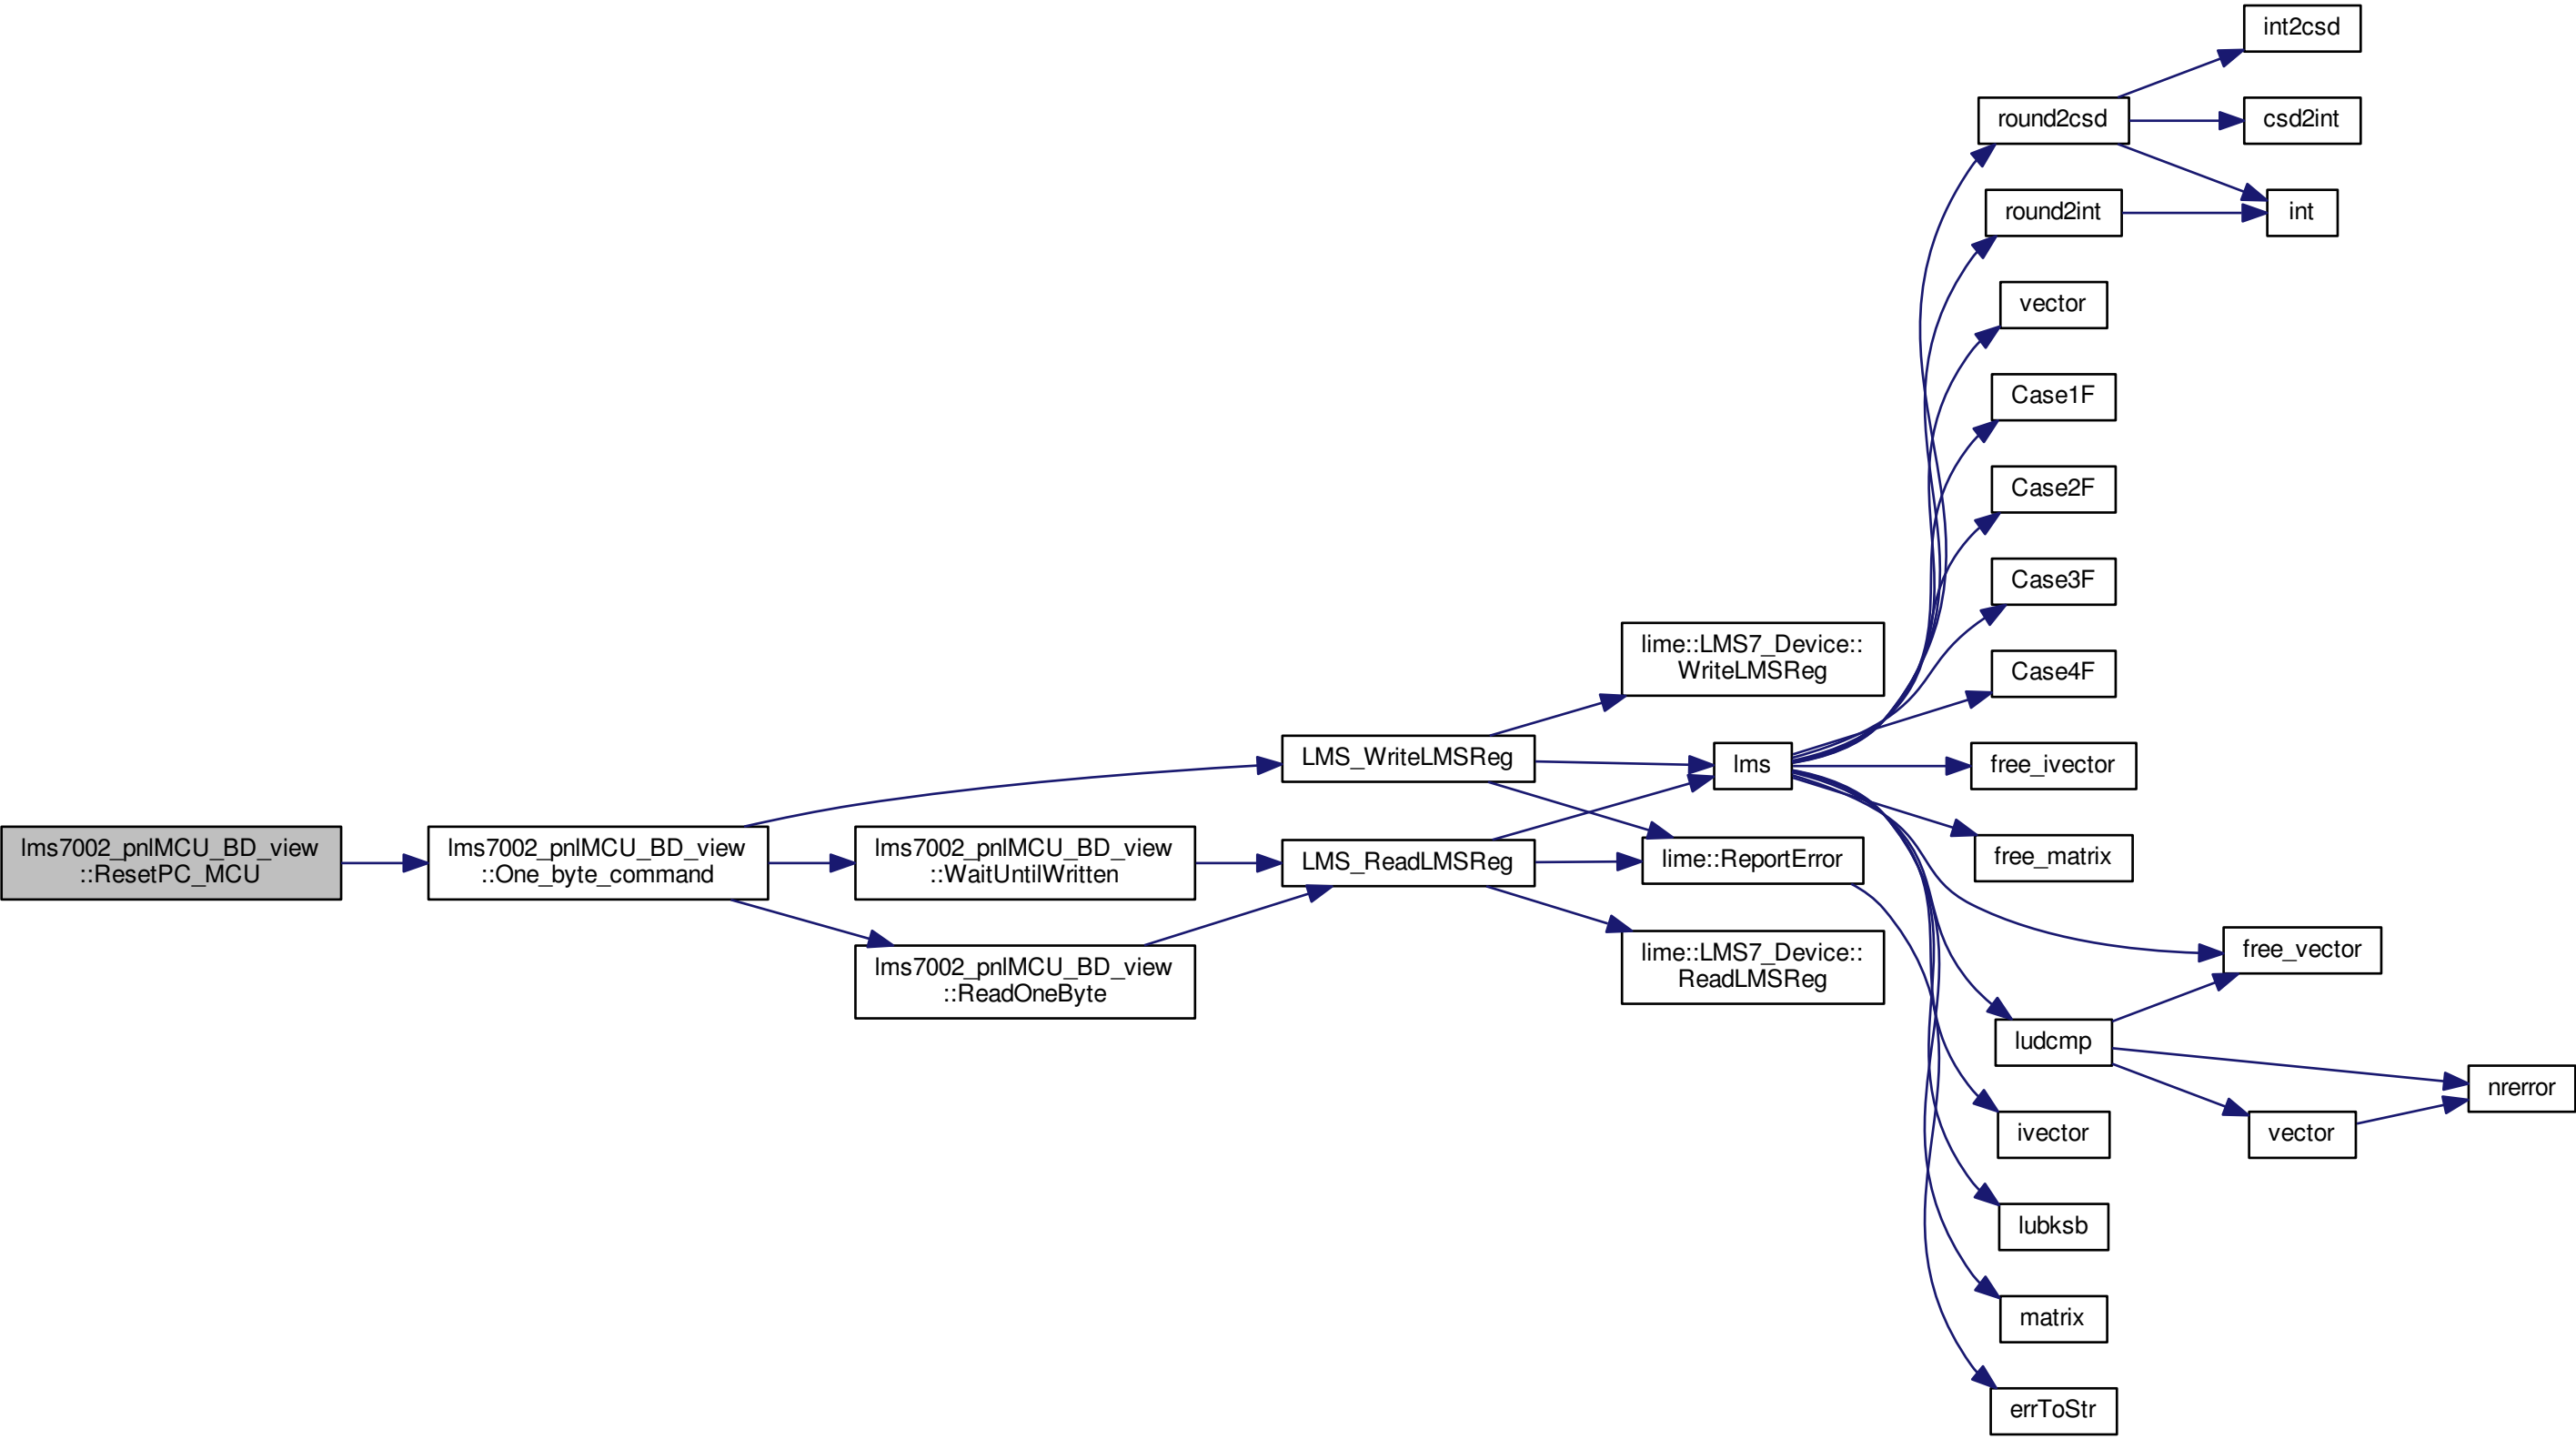 lms7002_pnlMCU_BD_view
::ResetPC_MCU
lms7002_pnlMCU_BD_view
::One_byte_command
lms7002_pnlMCU_BD_view
::WaitUntilWritten
lms7002_pnlMCU_BD_view
::ReadOneByte
LMS_WriteLMSReg
LMS_ReadLMSReg
lime::LMS7_Device::
WriteLMSReg
lms
lime::ReportError
lime::LMS7_Device::
ReadLMSReg
round2csd
round2int
vector
Case1F
Case2F
Case3F
Case4F
free_ivector
free_matrix
ludcmp
ivector
lubksb
matrix
errToStr
int2csd
csd2int
int
free_vector
vector
nrerror